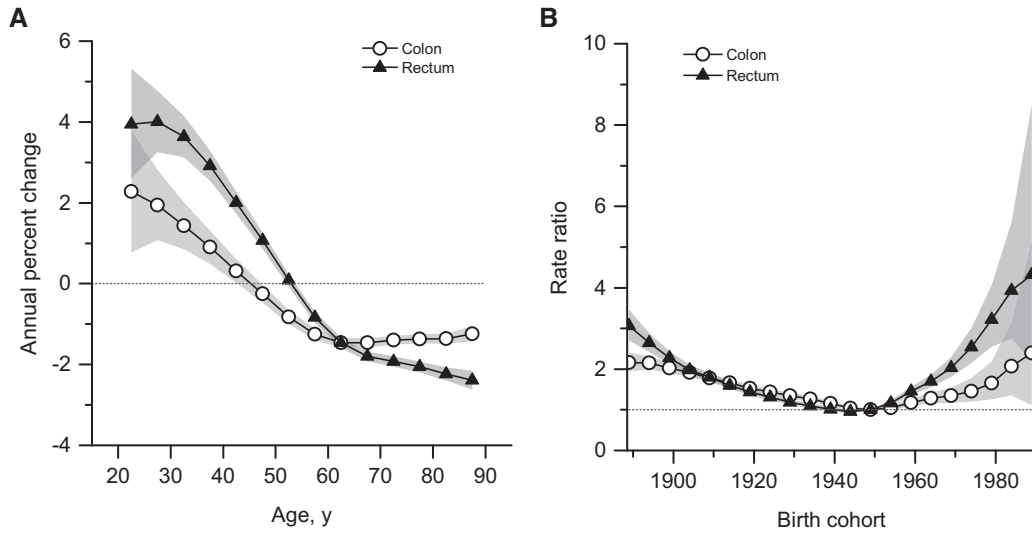 A
Annual percent change
6
4
2
0
-2
-4
Colon
Rectum
20 30 40 50 60 70 80 90
Age, y
B
Rate ratio
10
8
6
4
2
0
Colon
Rectum
1900 1920 1940 1960 1980
Birth cohort